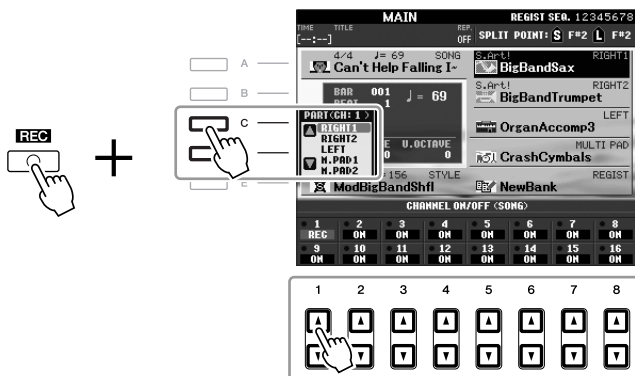 MAIN REGIST SEQ. 12345678
TIME TITLE REP.
[--:--] OFF SPLIT POINT: S F#2 L F#2
4/4 ♩= 69 SONG
Can't Help Falling I~
S.Art! RIGHT1
BigBandSax
BAR 001 ♩= 69
BEAT 1
S.Art! RIGHT2
BigBandTrumpet
LEFT
OrganAccomp3
PART(CH: 1)
RIGHT1
RIGHT2
LEFT
M.PAD1
M.PAD2
U.OCTAVE
0 0
MULTI PAD
CrashCymbals
156 STYLE
ModBigBandShfl
REGIST
NewBank
CHANNEL ON/OFF (SONG)
1 2 3 4 5 6 7 8
REC ON ON ON ON ON ON ON
9 10 11 12 13 14 15 16
ON ON ON ON ON ON ON ON
A
B
C
E
REC
1 2 3 4 5 6 7 8